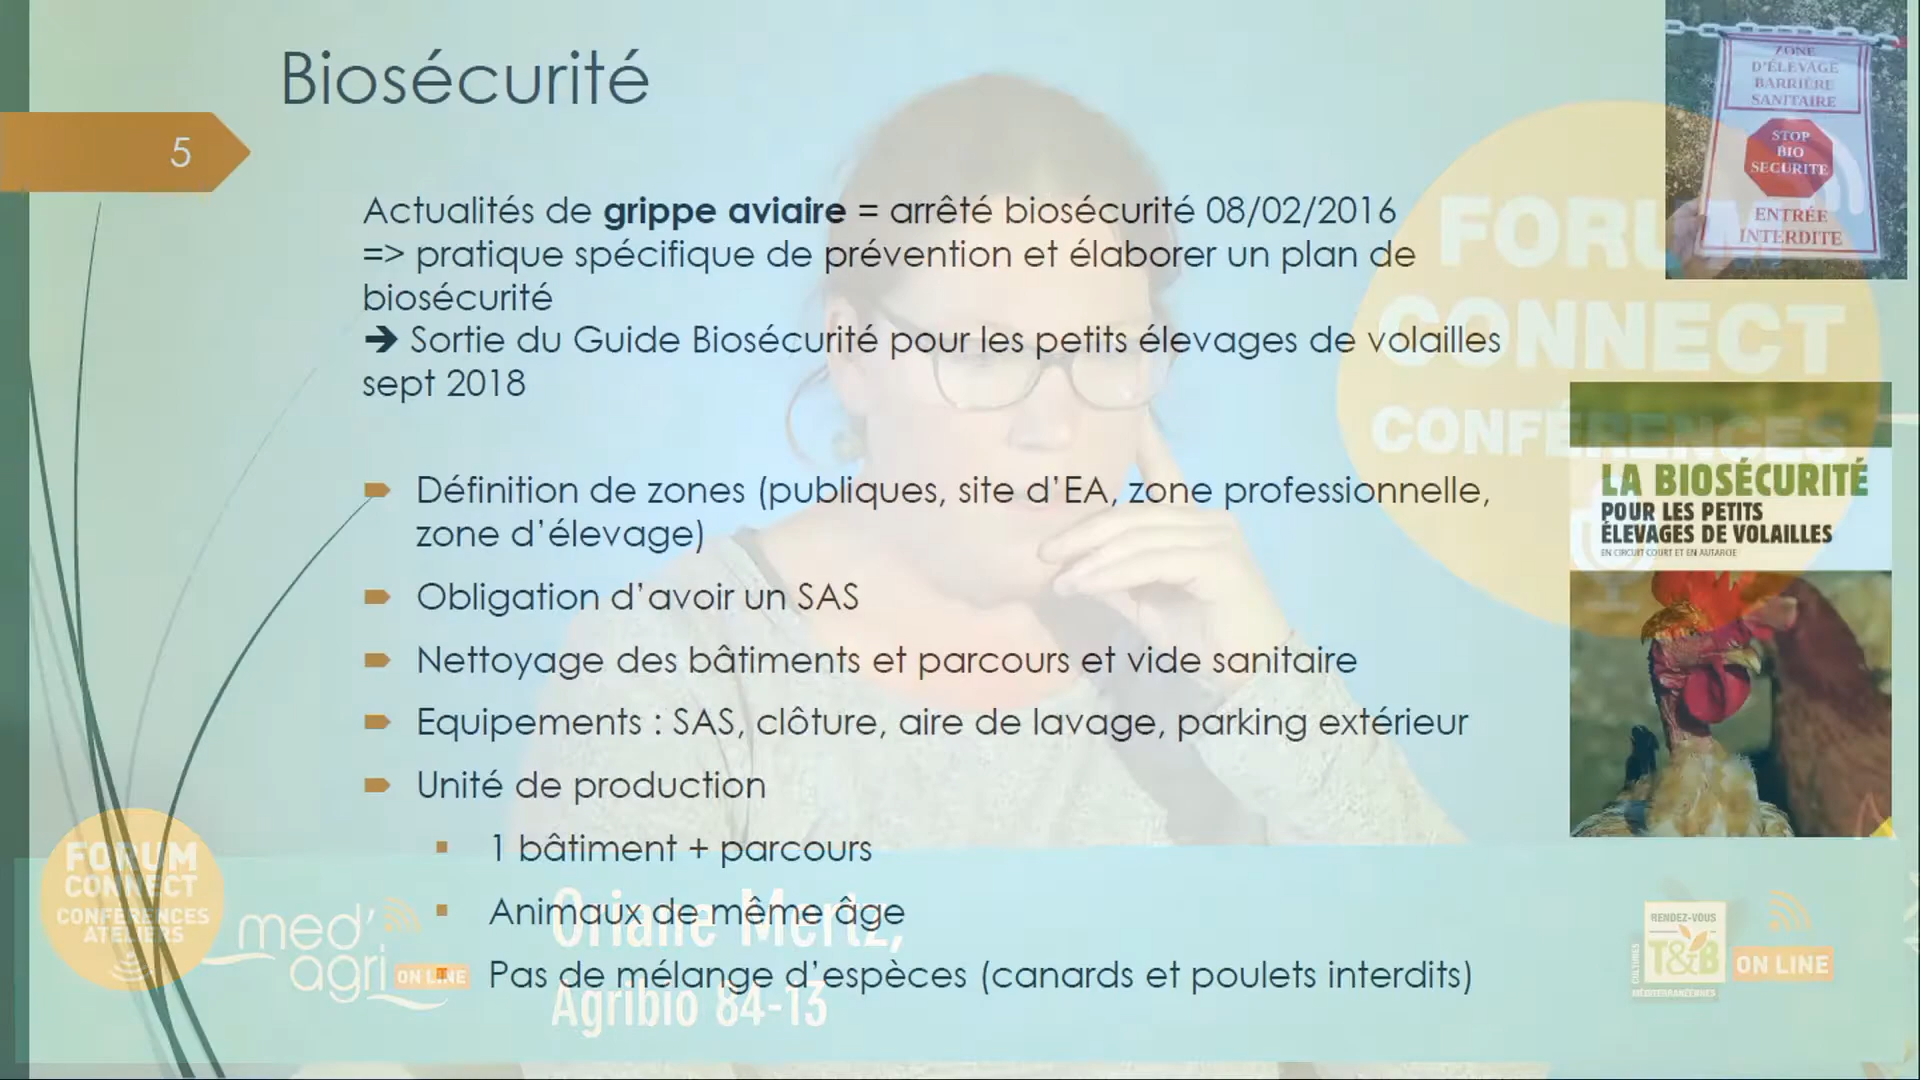 Biosécurité
5
Actualités de grippe aviaire = arrêté biosécurité 08/02/2016
=> pratique spécifique de prévention et élaborer un plan de
biosécurité
➔ Sortie du Guide Biosécurité pour les petits élevages de volailles
sept 2018
Définition de zones (publiques, site d'EA, zone professionnelle,
zone d'élevage)
Obligation d'avoir un SAS
Nettoyage des bâtiments et parcours et vide sanitaire
Equipements : SAS, clôture, aire de lavage, parking extérieur
Unité de production
1 bâtiment + parcours
Animaux de même âge
Pas de mélange d'espèces (canards et poulets interdits)
ZONE
D'ÉLEVAGE
BARRIÈRE
SANITAIRE
STOP
BIO
SECURITE
ENTRÉE
INTERDITE
FORUM
CONNECT
CONFÉRENCES
LA BIOSÉCURITÉ
POUR LES PETITS
ÉLEVAGES DE VOLAILLES
EN CIRCUIT COURT ET EN AUTARCIE
FORUM
CONNECT
CONFÉRENCES
ATELIERS
med'
agri
ON LINE
Oriane Mertz,
Agribio 84-13
RENDEZ-VOUS
T&B
CULTURES
MÉDITERRANÉENNES
ON LINE